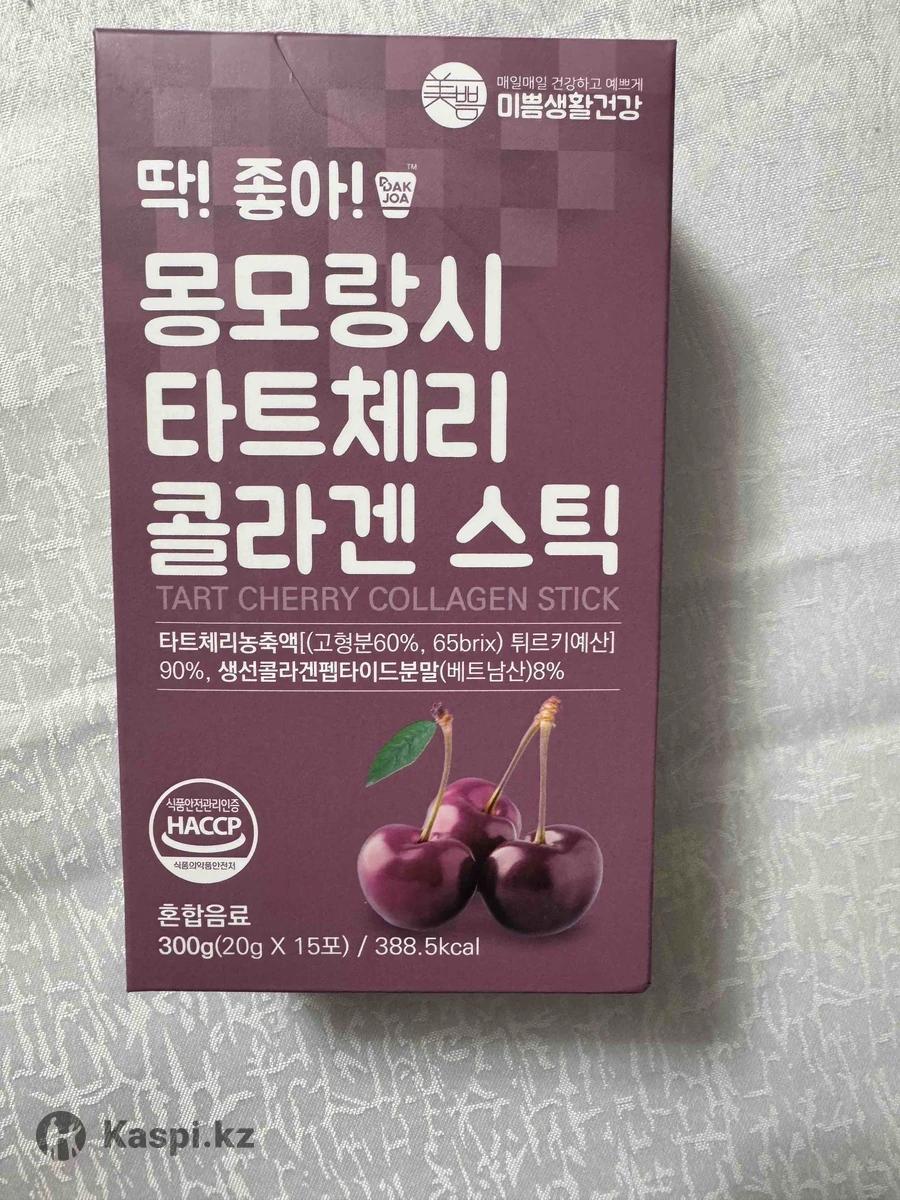 美쁨
매일매일 건강하고 예쁘게
미쁨생활건강
딱! 좋아!
DDAK JOA
™
몽모랑시
타트체리
콜라겐 스틱
TART CHERRY COLLAGEN STICK
타트체리농축액[(고형분60%, 65brix) 튀르키예산]
90%, 생선콜라겐펩타이드분말(베트남산)8%
식품안전관리인증
HACCP
식품의약품안전처
혼합음료
300g(20g X 15포) / 388.5kcal
Kaspi.kz